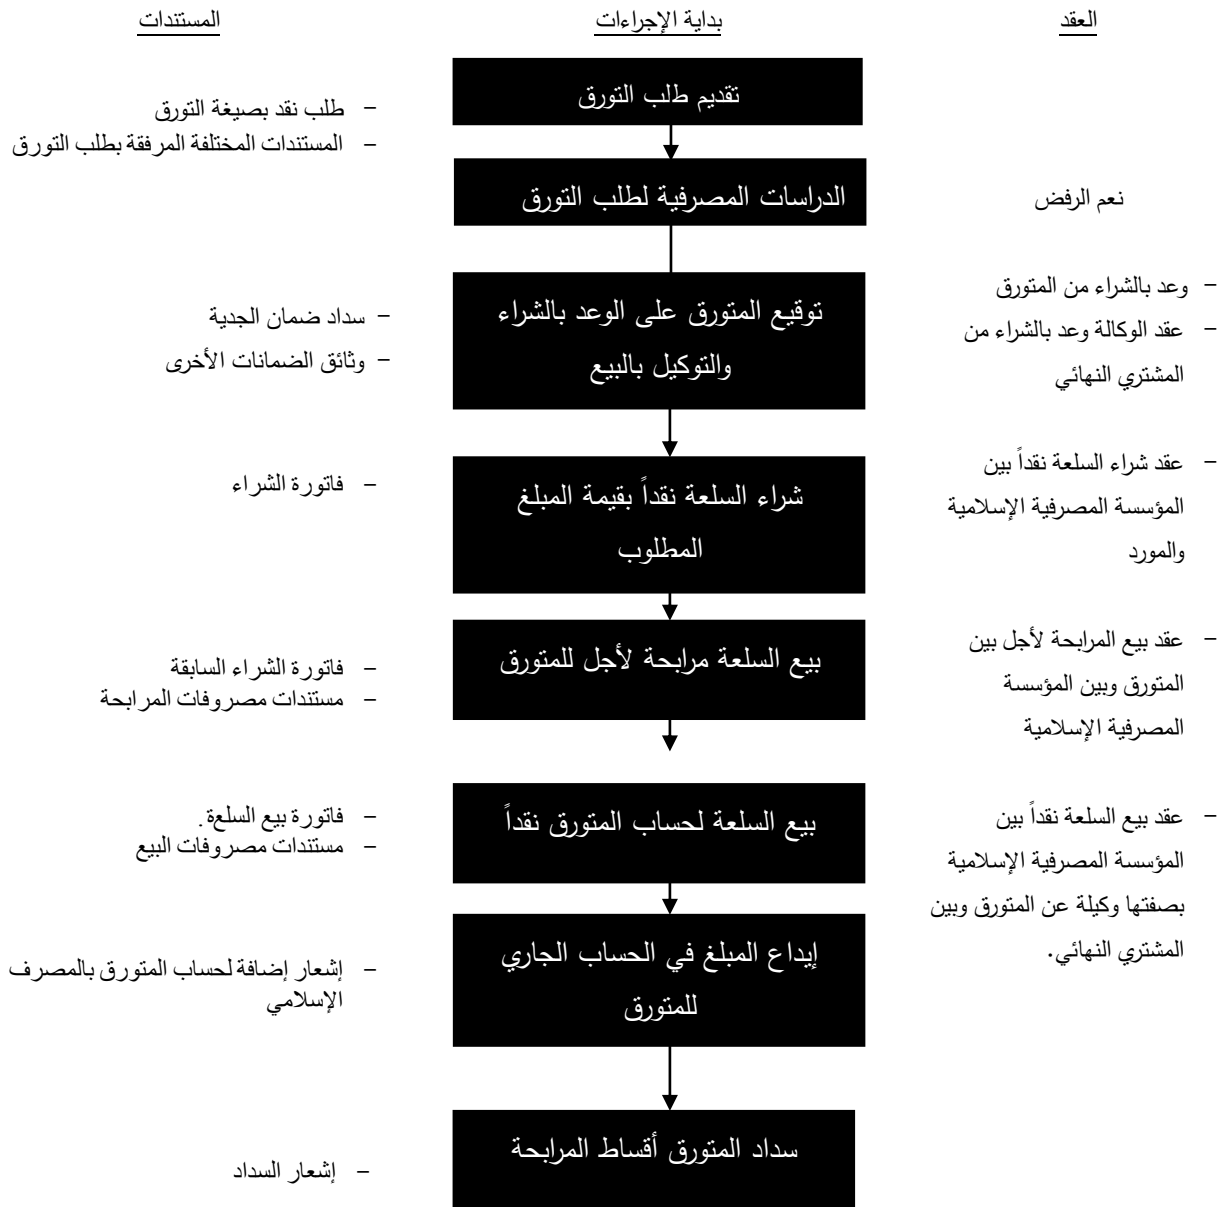 العقد
بداية الإجراءات
المستندات
تقديم طلب التورق
- طلب نقد بصيغة التورق
- المستندات المختلفة المرفقة بطلب التورق
نعم الرفض
الدراسات المصرفية لطلب التورق
- وعد بالشراء من المتورق
- عقد الوكالة وعد بالشراء من
المشتري النهائي
توقيع المتورق على الوعد بالشراء
والتوكيل بالبيع
- سداد ضمان الجدية
- وثائق الضمانات الأخرى
- عقد شراء السلعة نقداً بين
المؤسسة المصرفية الإسلامية
والمورد
شراء السلعة نقداً بقيمة المبلغ
المطلوب
- فاتورة الشراء
- عقد بيع المرابحة لأجل بين
المتورق وبين المؤسسة
المصرفية الإسلامية
بيع السلعة مرابحة لأجل للمتورق
- فاتورة الشراء السابقة
- مستندات مصروفات المرابحة
- عقد بيع السلعة نقداً بين
المؤسسة المصرفية الإسلامية
بصفتها وكيلة عن المتورق وبين
المشتري النهائي.
بيع السلعة لحساب المتورق نقداً
- فاتورة بيع السلعة.
- مستندات مصروفات البيع
إيداع المبلغ في الحساب الجاري
للمتورق
- إشعار إضافة لحساب المتورق بالمصرف
الإسلامي
سداد المتورق أقساط المرابحة
- إشعار السداد